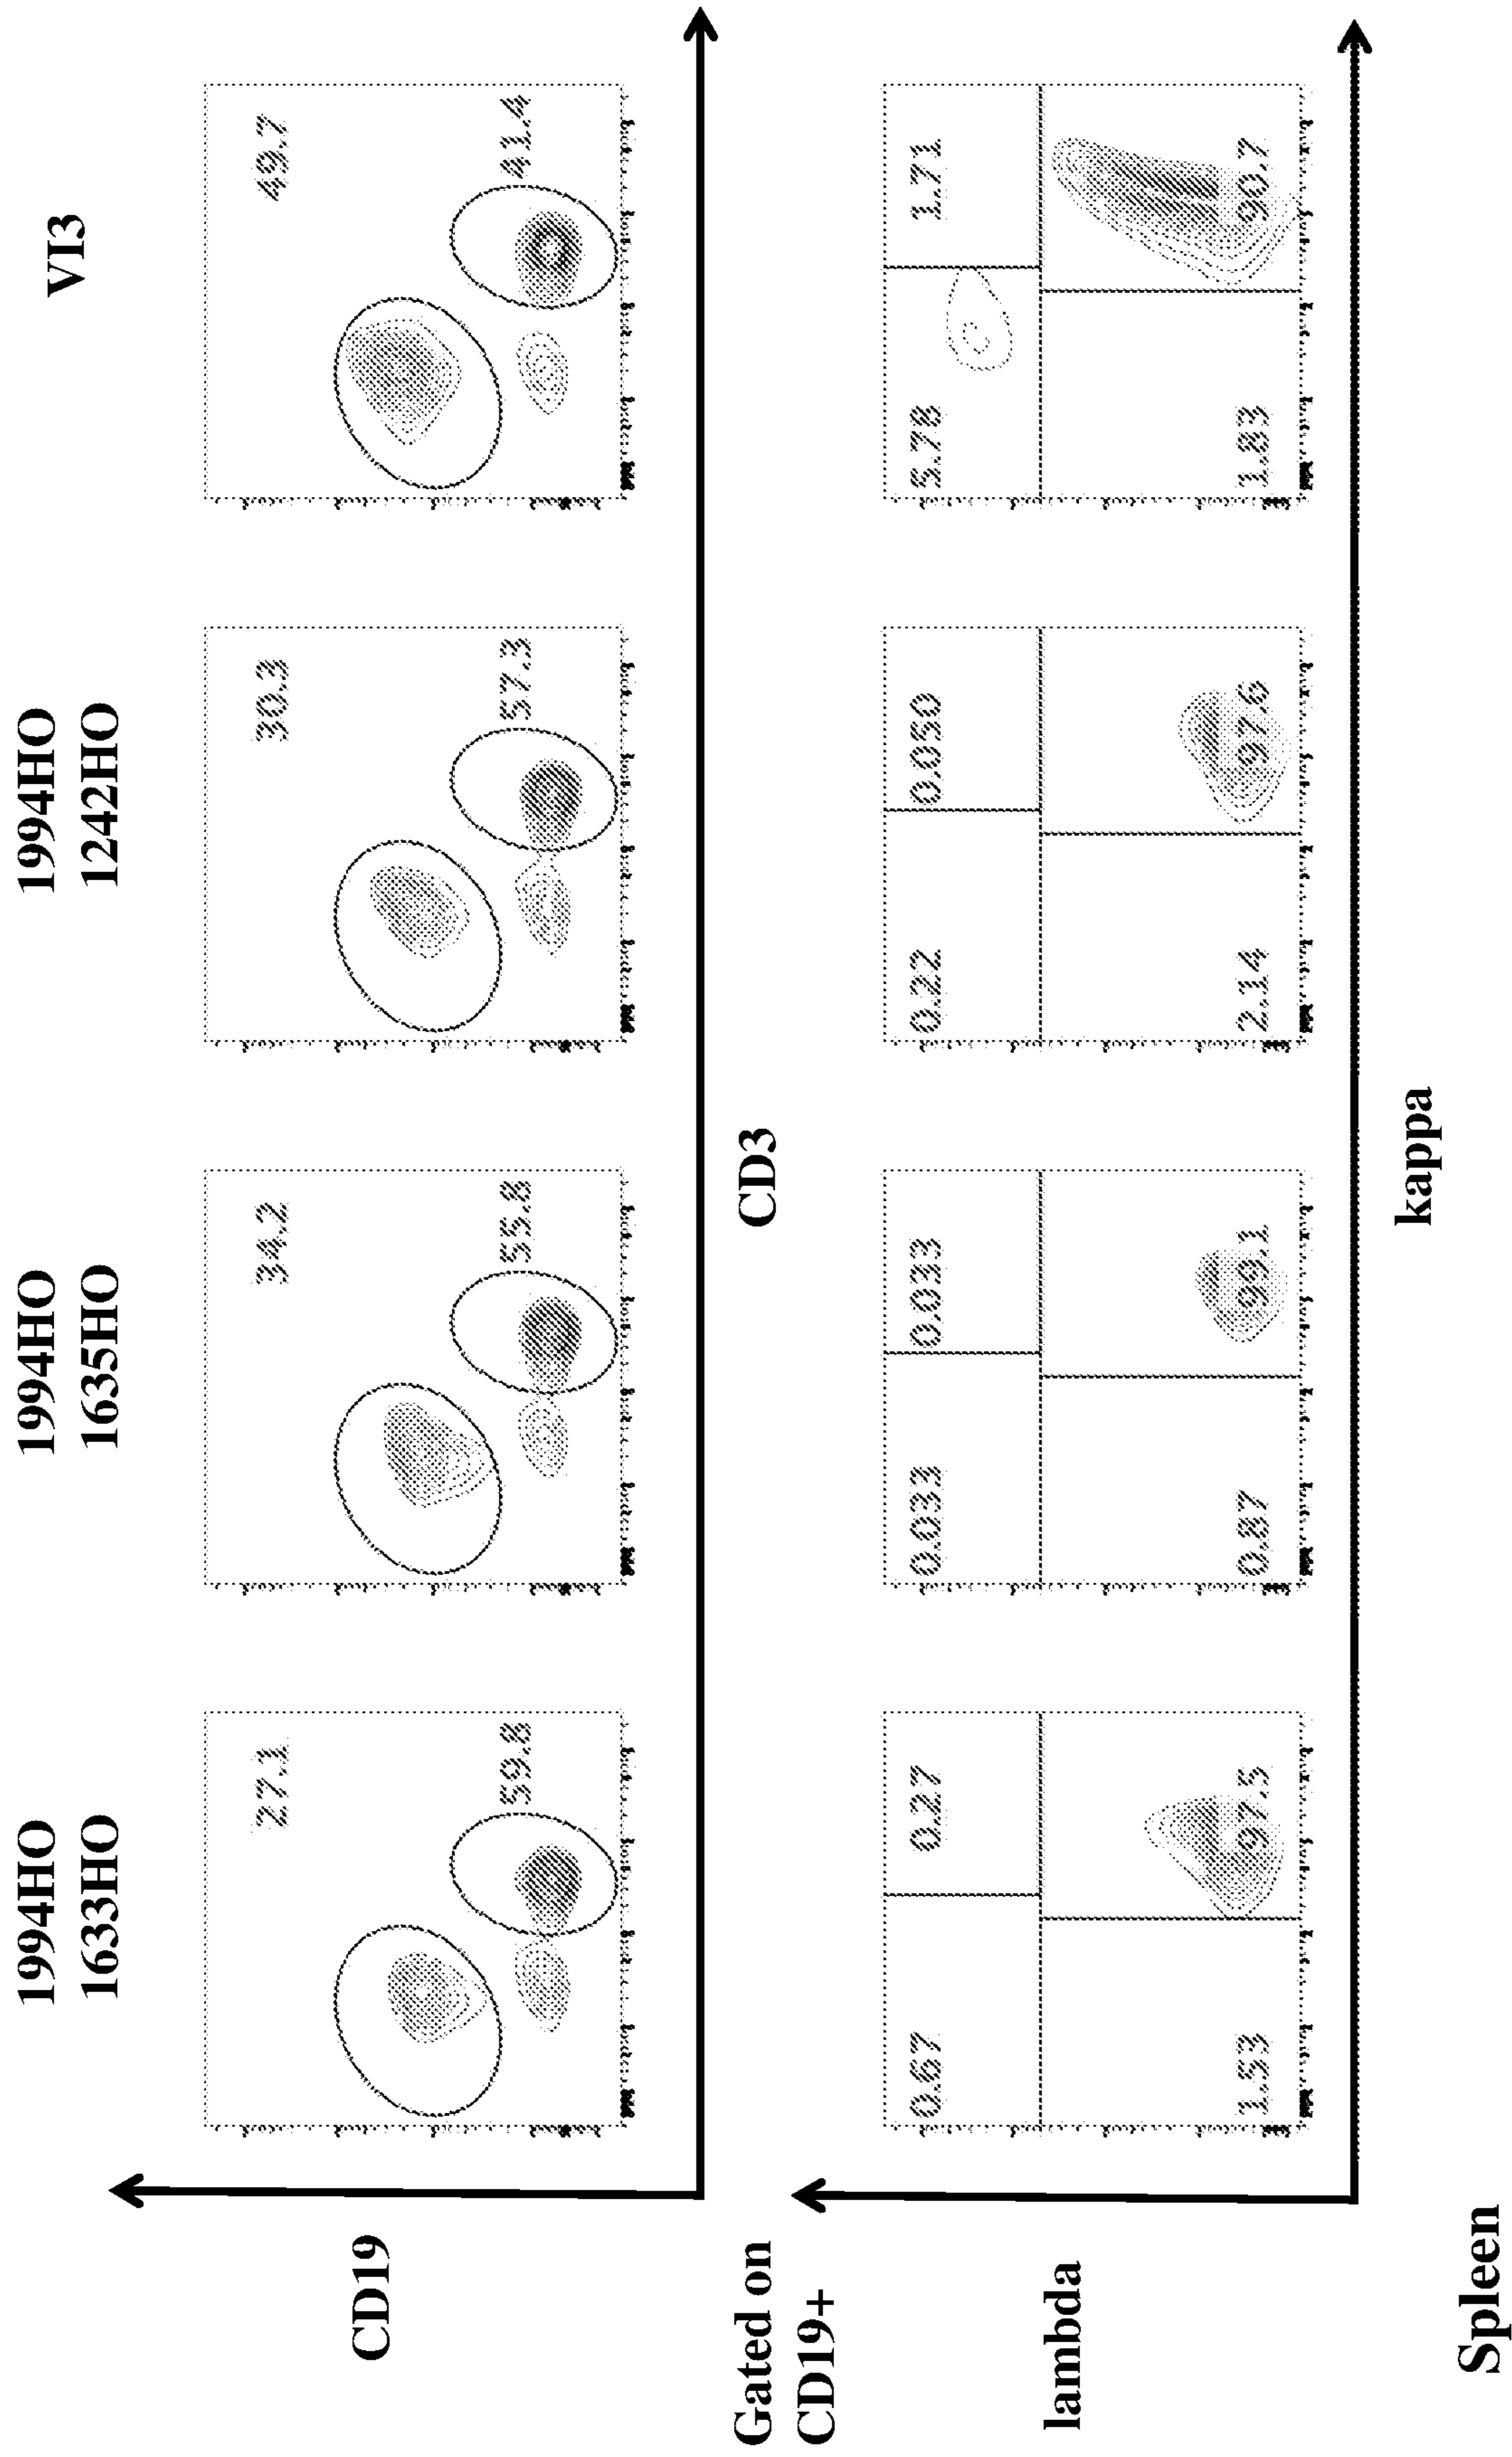 1994HO
1633HO
1994HO
1635HO
1994HO
1242HO
VI3
CD19
27.1
59.8
34.2
55.8
30.3
57.3
49.7
41.4
CD3
Gated on
CD19+
lambda
0.67
0.27
1.53
97.5
0.033
0.033
0.87
99.1
0.22
0.050
2.14
97.6
5.78
1.71
1.83
90.7
kappa
Spleen